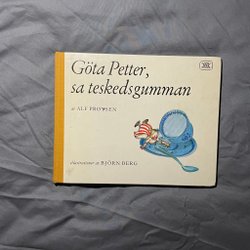 Göta Petter,
sa teskedsgumman
av ALF PRØYSEN
illustrationer av BJÖRN BERG